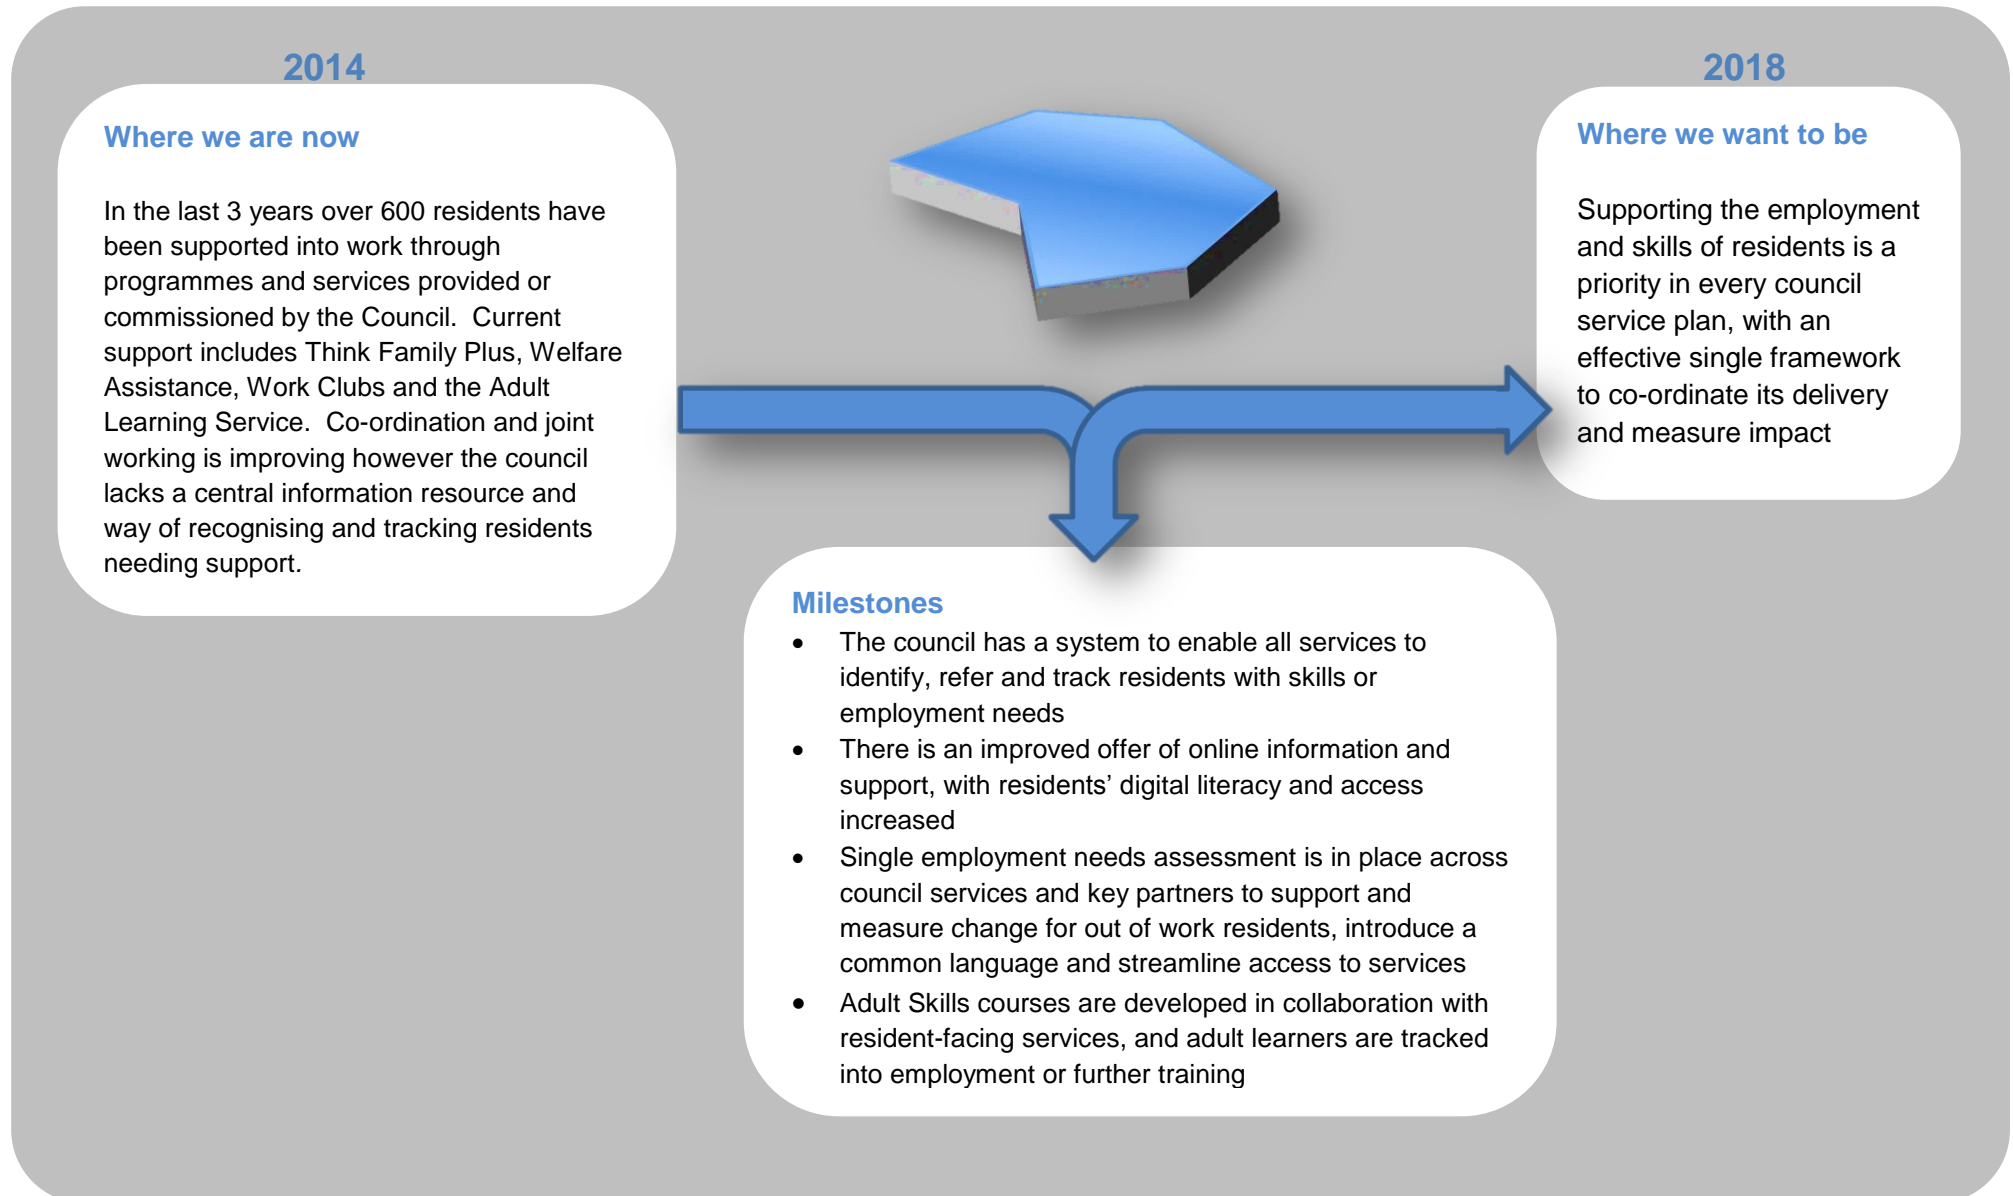 2014
Where we are now
In the last 3 years over 600 residents have
been supported into work through
programmes and services provided or
commissioned by the Council.  Current
support includes Think Family Plus, Welfare
Assistance, Work Clubs and the Adult
Learning Service.  Co-ordination and joint
working is improving however the council
lacks a central information resource and
way of recognising and tracking residents
needing support.
2018
Where we want to be
Supporting the employment
and skills of residents is a
priority in every council
service plan, with an
effective single framework
to co-ordinate its delivery
and measure impact
Milestones
• The council has a system to enable all services to
identify, refer and track residents with skills or
employment needs
• There is an improved offer of online information and
support, with residents’ digital literacy and access
increased
• Single employment needs assessment is in place across
council services and key partners to support and
measure change for out of work residents, introduce a
common language and streamline access to services
• Adult Skills courses are developed in collaboration with
resident-facing services, and adult learners are tracked
into employment or further training